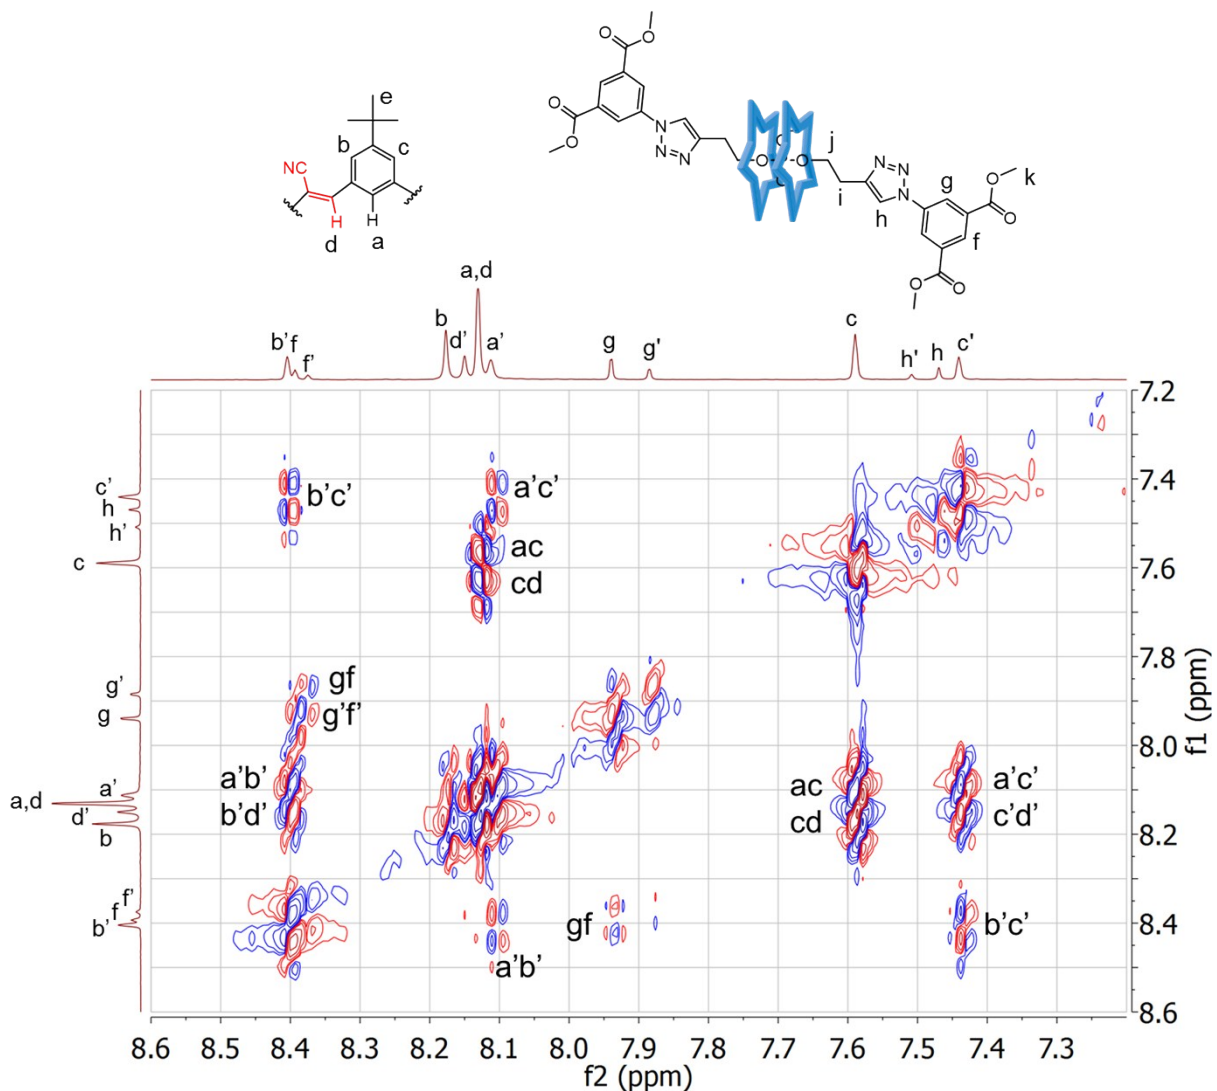 O
O
O
O
N
N
N
O
O
O
j
N
N
N
i
h
g
k
O
O
f
O
O
e
b
c
NC
H
H
d
a
a,d
b
d'
a'
b'
f
f'
g
g'
c
h'
h
c'
c'
h
h'
c
g'
g
a'
a,d
d'
b
f'
f
b'
b'c'
a'c'
ac
cd
gf
g'f'
a'b'
b'd'
ac
cd
a'c'
c'd'
gf
a'b'
b'c'
7.2
7.4
7.6
7.8
8.0
8.2
8.4
8.6
f1 (ppm)
8.6 8.5 8.4 8.3 8.2 8.1 8.0 7.9 7.8 7.7 7.6 7.5 7.4 7.3
f2 (ppm)